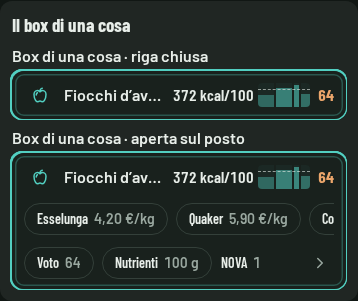 Il box di una cosa
Box di una cosa · riga chiusa
Fiocchi d'av... 372 kcal/100 64
Box di una cosa · aperta sul posto
Fiocchi d'av... 372 kcal/100 64
Esselunga 4,20 €/kg Quaker 5,90 €/kg Co
Voto 64 Nutrienti 100 g NOVA 1